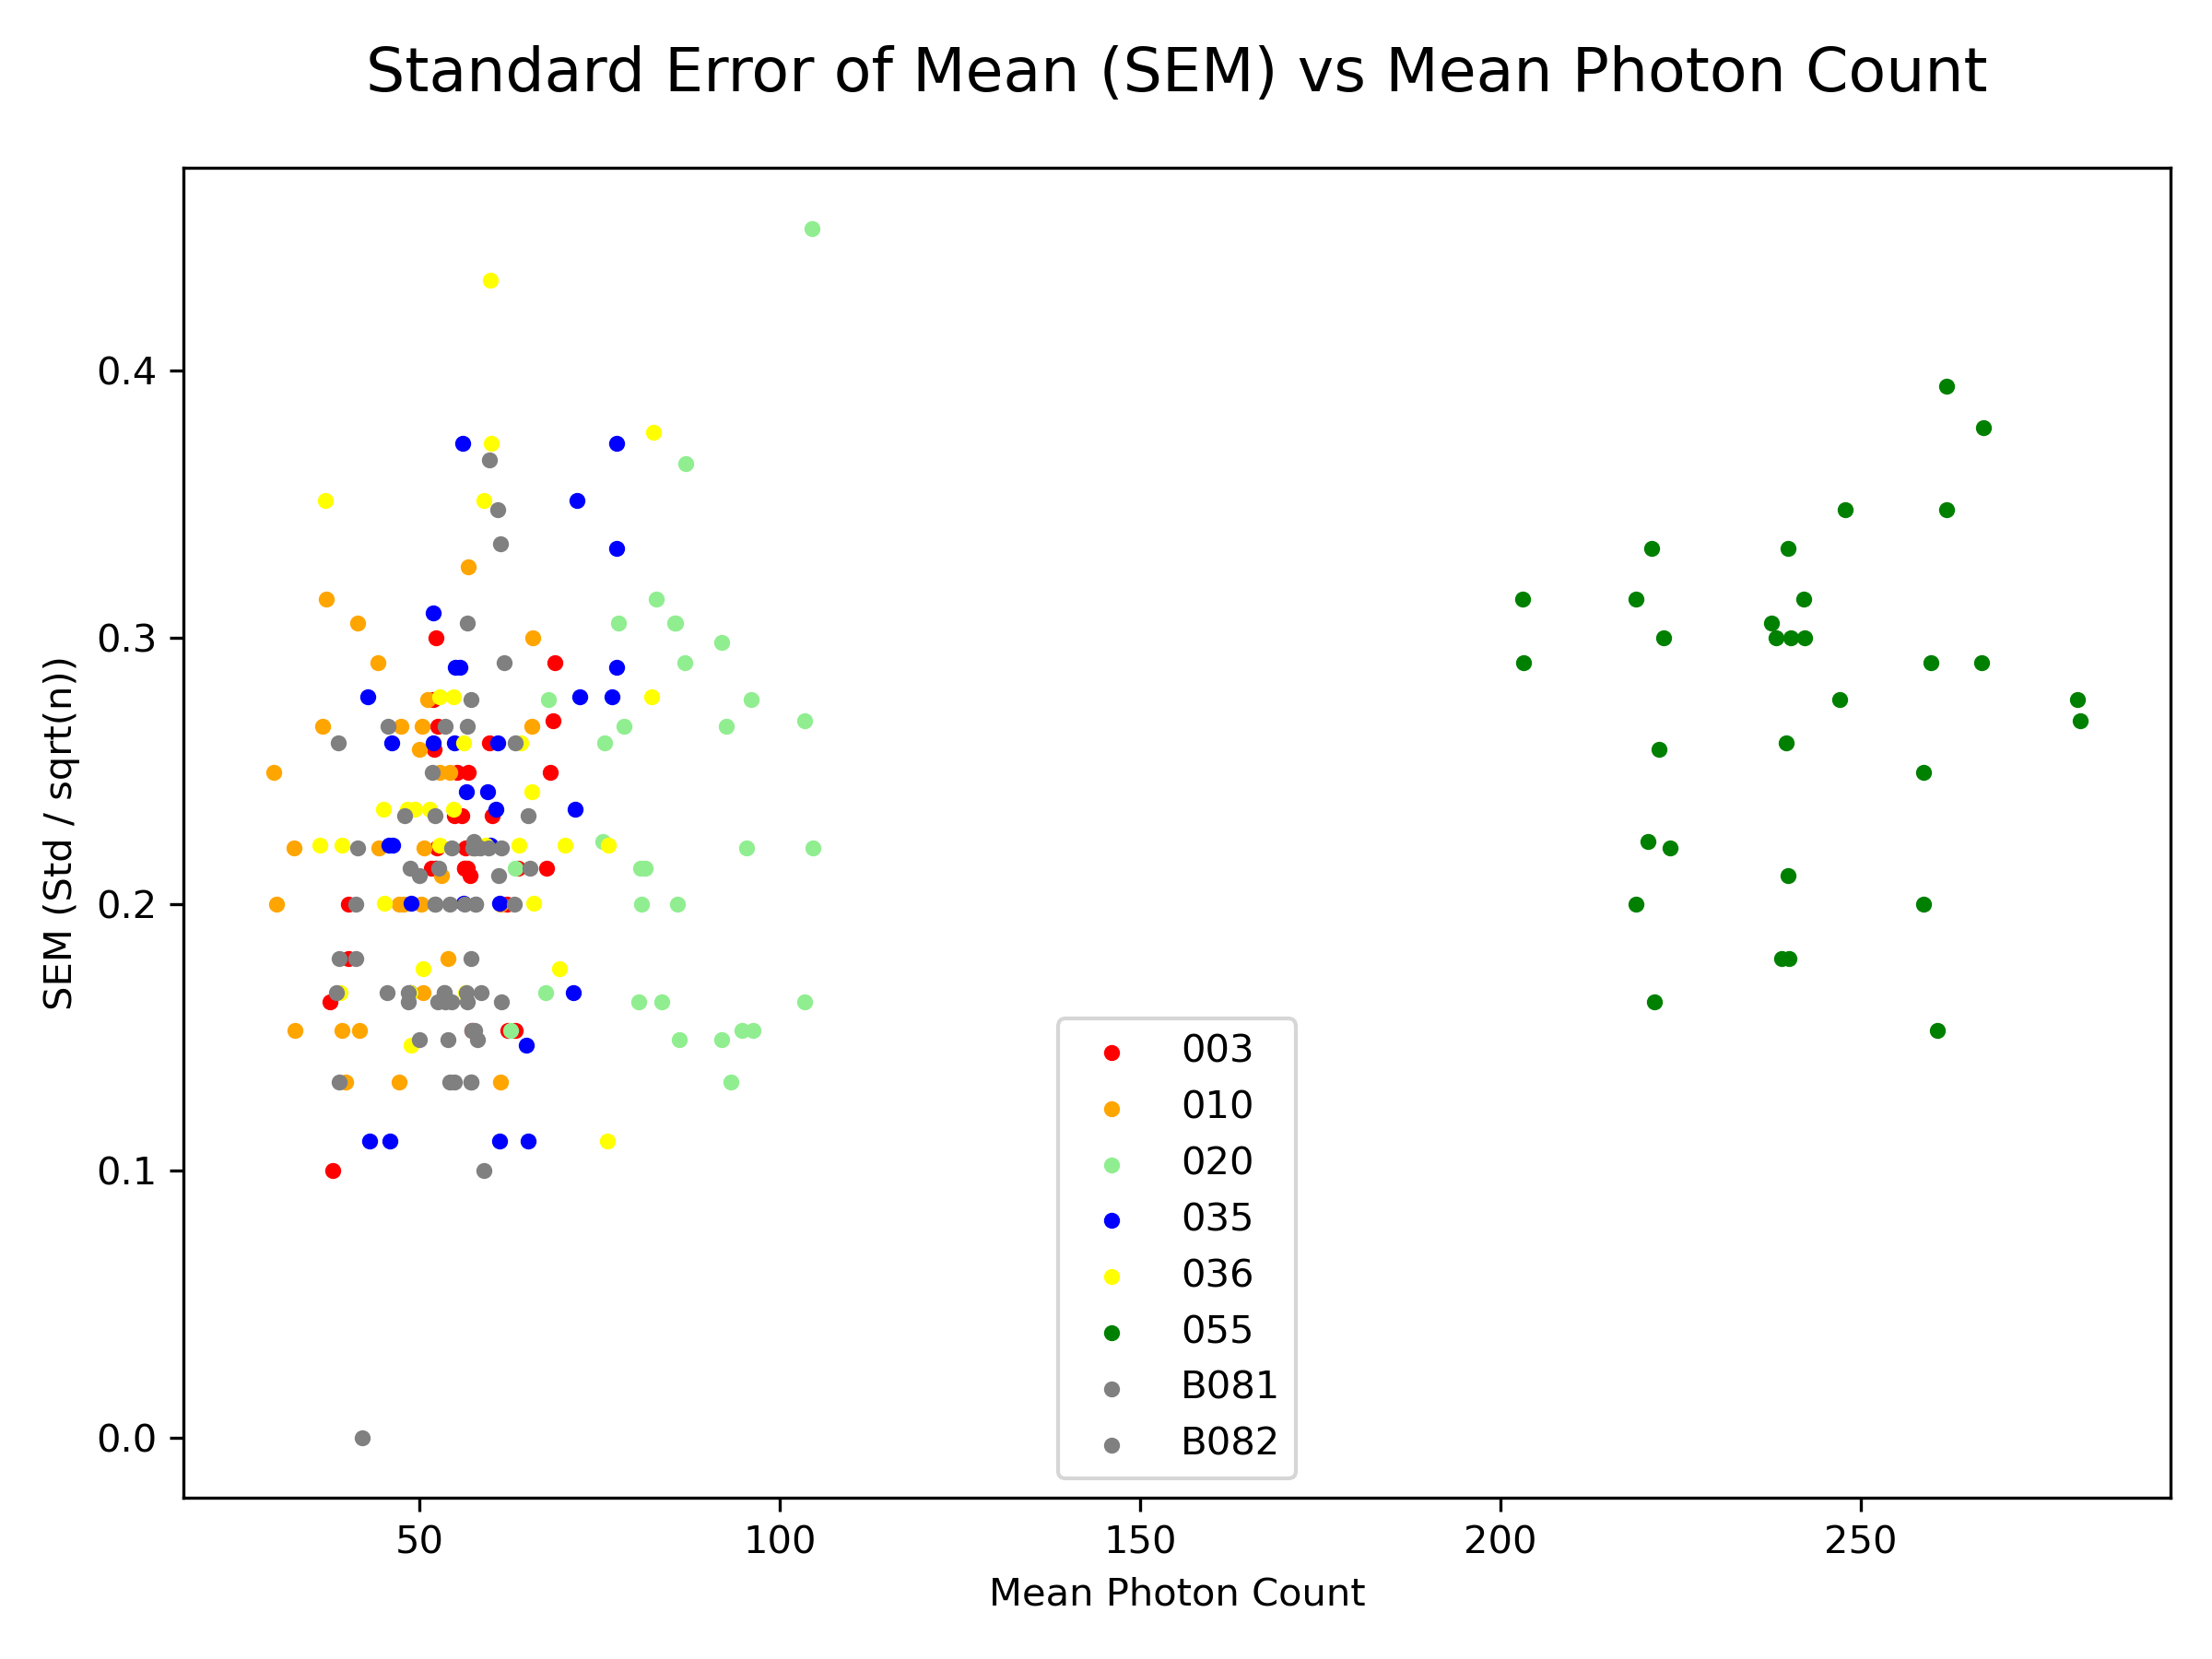 Standard Error of Mean (SEM) vs Mean Photon Count
SEM (Std / sqrt(n))
0.4
0.3
0.2
0.1
0.0
003
010
020
035
036
055
B081
B082
50 100 150 200 250
Mean Photon Count